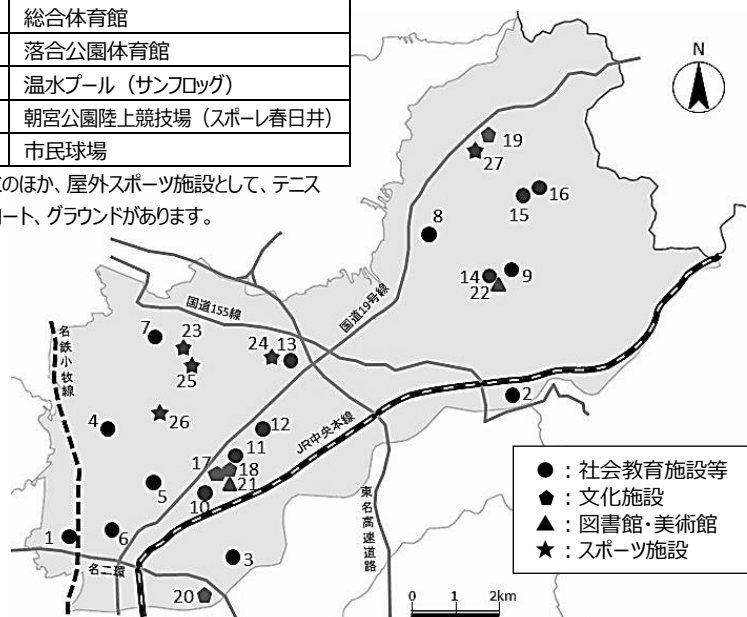 総合体育館
落合公園体育館
温水プール（サンフロッグ）
朝宮公園陸上競技場（スポーレ春日井）
市民球場
のほか、屋外スポーツ施設として、テニス
ート、グラウンドがあります。
N
19
27
16
15
8
14
9
22
国道19号線
国道155線
名鉄小牧線
7
23
24
13
25
2
4
26
12
JR中央本線
11
17
18
21
5
10
東名高速道路
1
6
3
名二環
20
●：社会教育施設等
⬟：文化施設
▲：図書館・美術館
★：スポーツ施設
0 1 2km